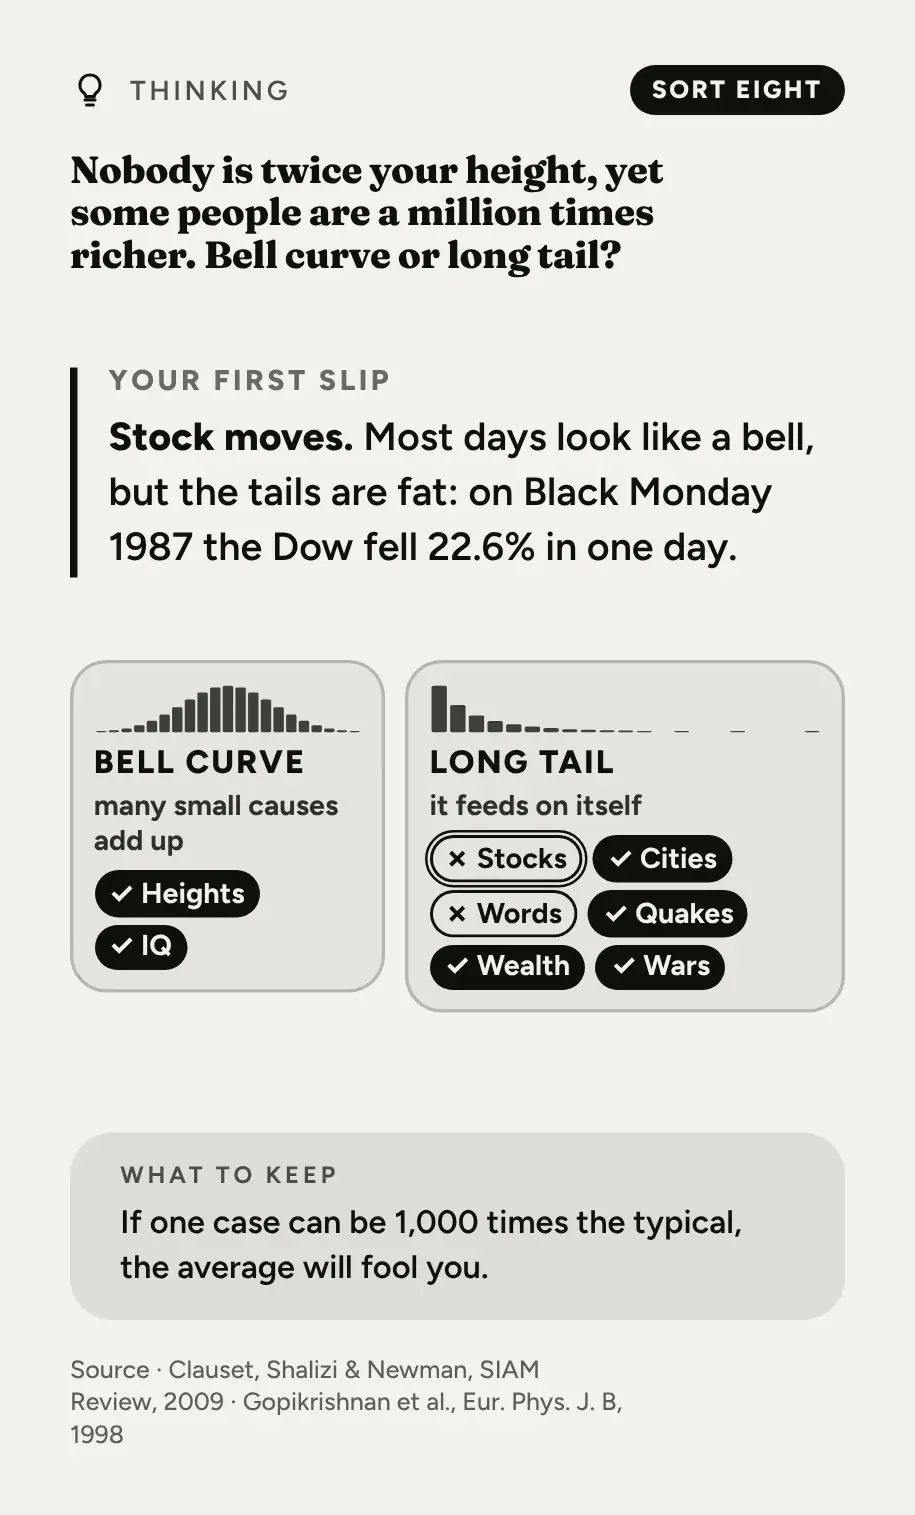 THINKING
SORT EIGHT
Nobody is twice your height, yet
some people are a million times
richer. Bell curve or long tail?
YOUR FIRST SLIP
Stock moves. Most days look like a bell,
but the tails are fat: on Black Monday
1987 the Dow fell 22.6% in one day.
BELL CURVE
many small causes
add up
✓ Heights
✓ IQ
LONG TAIL
it feeds on itself
× Stocks ✓ Cities
× Words ✓ Quakes
✓ Wealth ✓ Wars
WHAT TO KEEP
If one case can be 1,000 times the typical,
the average will fool you.
Source · Clauset, Shalizi & Newman, SIAM
Review, 2009 · Gopikrishnan et al., Eur. Phys. J. B,
1998